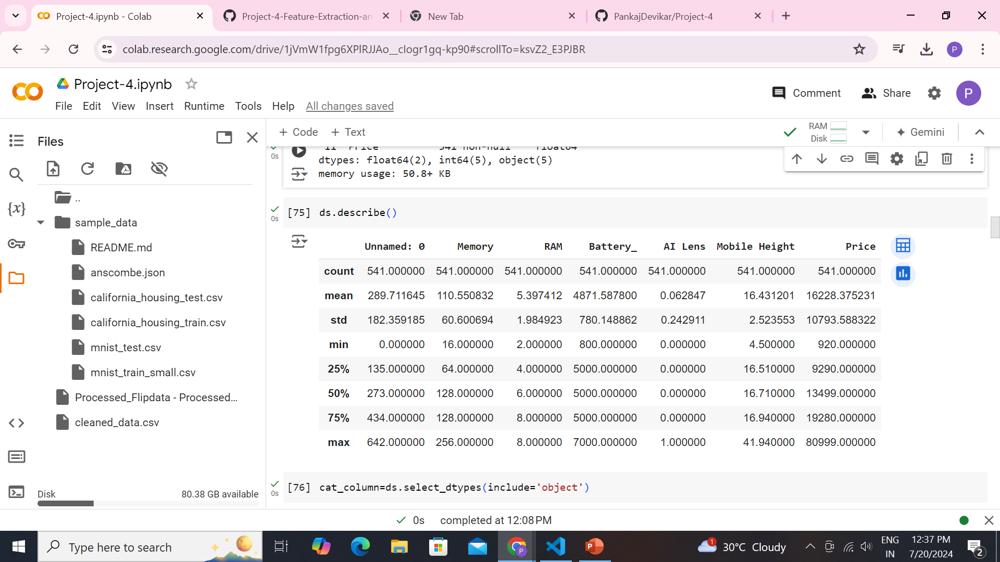 Project-4.ipynb - Colab
Project-4-Feature-Extraction-an
New Tab
PankajDevikar/Project-4
colab.research.google.com/drive/1jVmW1fpg6XPlRJJAo__cIogr1gq-kp90#scrollTo=ksvZ2_E3PJBR
P
Project-4.ipynb
File Edit View Insert Runtime Tools Help All changes saved
Comment
Share
P
Files
+ Code + Text
RAM
Disk
Gemini
..
sample_data
README.md
anscombe.json
california_housing_test.csv
california_housing_train.csv
mnist_test.csv
mnist_train_small.csv
Processed_Flipdata - Processed...
cleaned_data.csv
Disk 80.38 GB available
{x}
0s
11 Price 541 non-null float64
dtypes: float64(2), int64(5), object(5)
memory usage: 50.8+ KB
0s
[75] ds.describe()
Unnamed: 0 Memory RAM Battery_ AI Lens Mobile Height Price
count 541.000000 541.000000 541.000000 541.000000 541.000000 541.000000 541.000000
mean 289.711645 110.550832 5.397412 4871.587800 0.062847 16.431201 16228.375231
std 182.359185 60.600694 1.984923 780.148862 0.242911 2.523553 10793.588322
min 0.000000 16.000000 2.000000 800.000000 0.000000 4.500000 920.000000
25% 135.000000 64.000000 4.000000 5000.000000 0.000000 16.510000 9290.000000
50% 273.000000 128.000000 6.000000 5000.000000 0.000000 16.710000 13499.000000
75% 434.000000 128.000000 8.000000 5000.000000 0.000000 16.940000 19280.000000
max 642.000000 256.000000 8.000000 7000.000000 1.000000 41.940000 80999.000000
0s
[76] cat_column=ds.select_dtypes(include='object')
0s completed at 12:08 PM
Type here to search
P
P
1
30°C Cloudy
ENG
IN
12:37 PM
7/20/2024
2